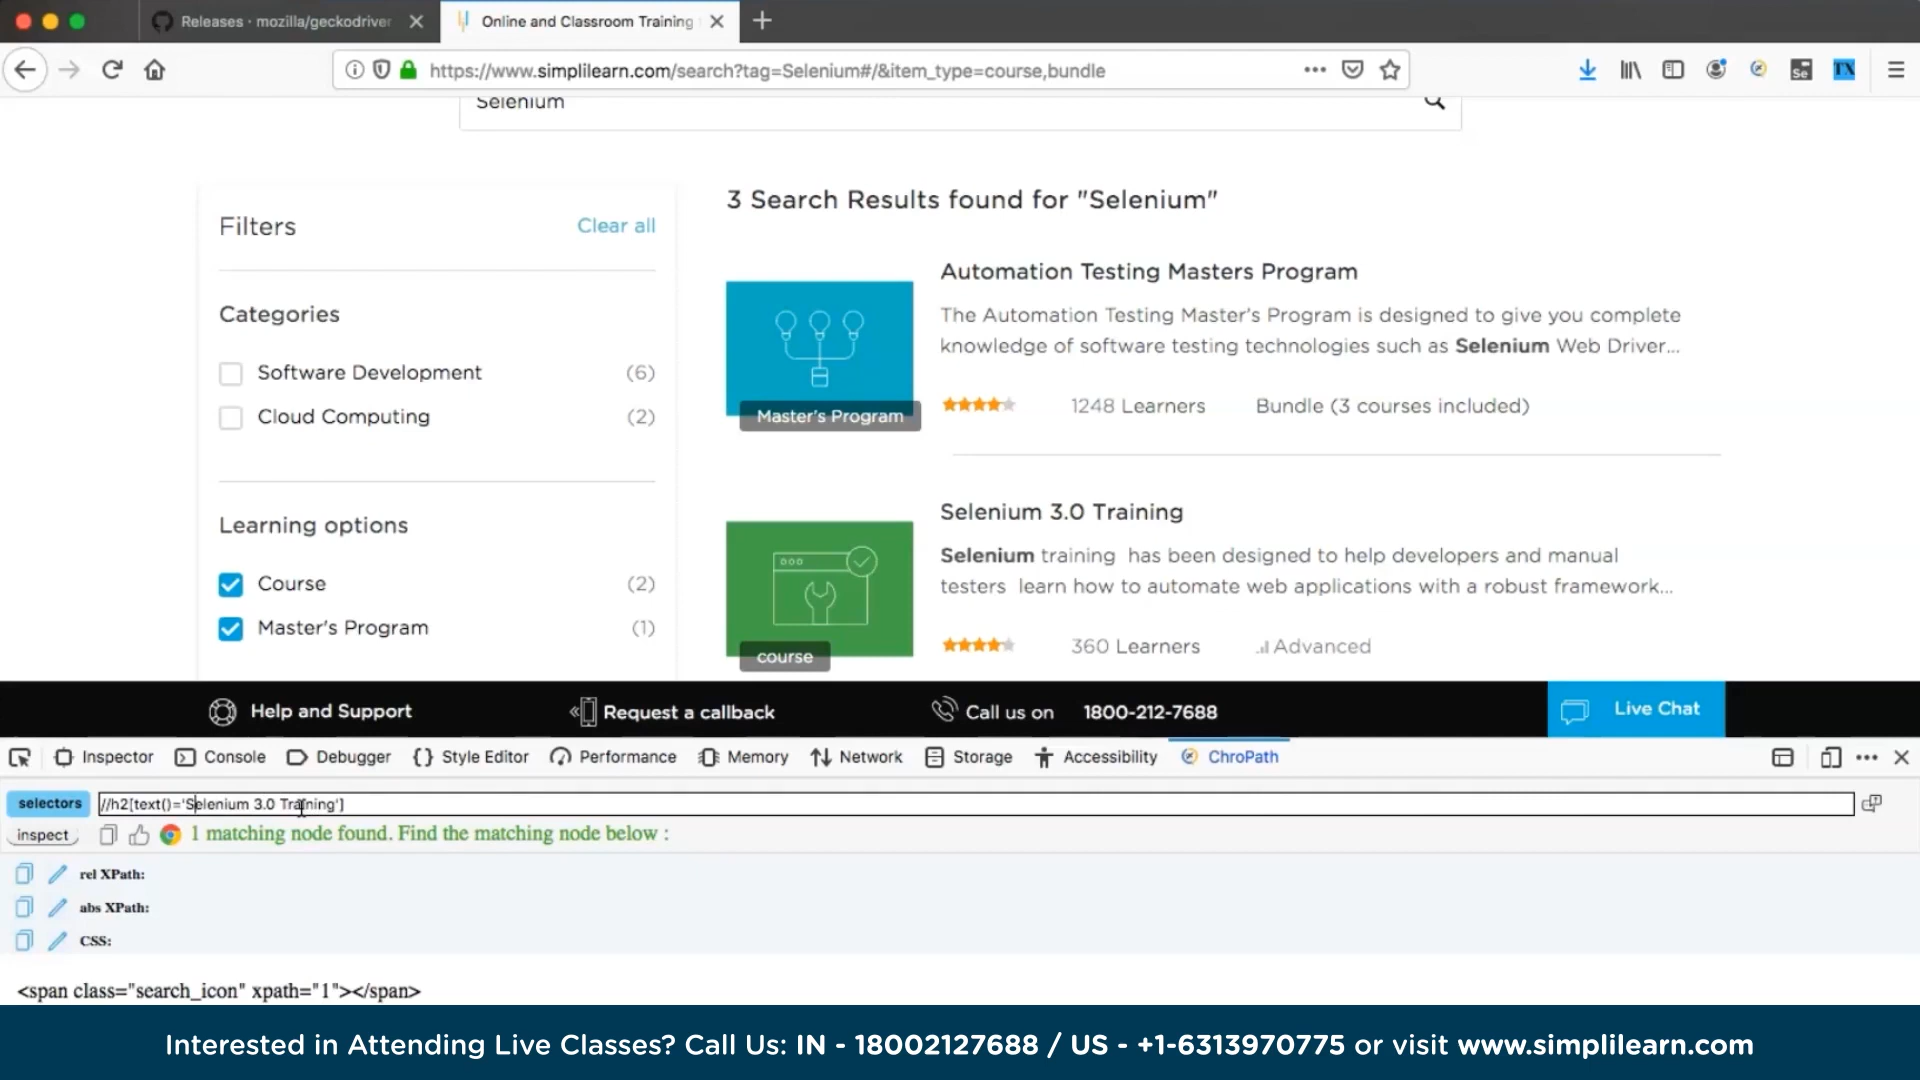 Releases · mozilla/geckodriver
Online and Classroom Training
https://www.simplilearn.com/search?tag=Selenium#/&item_type=course,bundle
Se
TX
Selenium
Filters
Clear all
Categories
Software Development (6)
Cloud Computing (2)
Learning options
Course (2)
Master's Program (1)
3 Search Results found for "Selenium"
Automation Testing Masters Program
The Automation Testing Master's Program is designed to give you complete
knowledge of software testing technologies such as Selenium Web Driver...
Master's Program
1248 Learners
Bundle (3 courses included)
Selenium 3.0 Training
Selenium training has been designed to help developers and manual
testers learn how to automate web applications with a robust framework...
course
360 Learners
Advanced
Help and Support
Request a callback
Call us on 1800-212-7688
Live Chat
Inspector Console Debugger Style Editor Performance Memory Network Storage Accessibility ChroPath
selectors //h2[text()='Selenium 3.0 Training']
inspect 1 matching node found. Find the matching node below :
rel XPath:
abs XPath:
CSS:
<span class="search_icon" xpath="1"></span>
Interested in Attending Live Classes? Call Us: IN - 18002127688 / US - +1-6313970775 or visit www.simplilearn.com